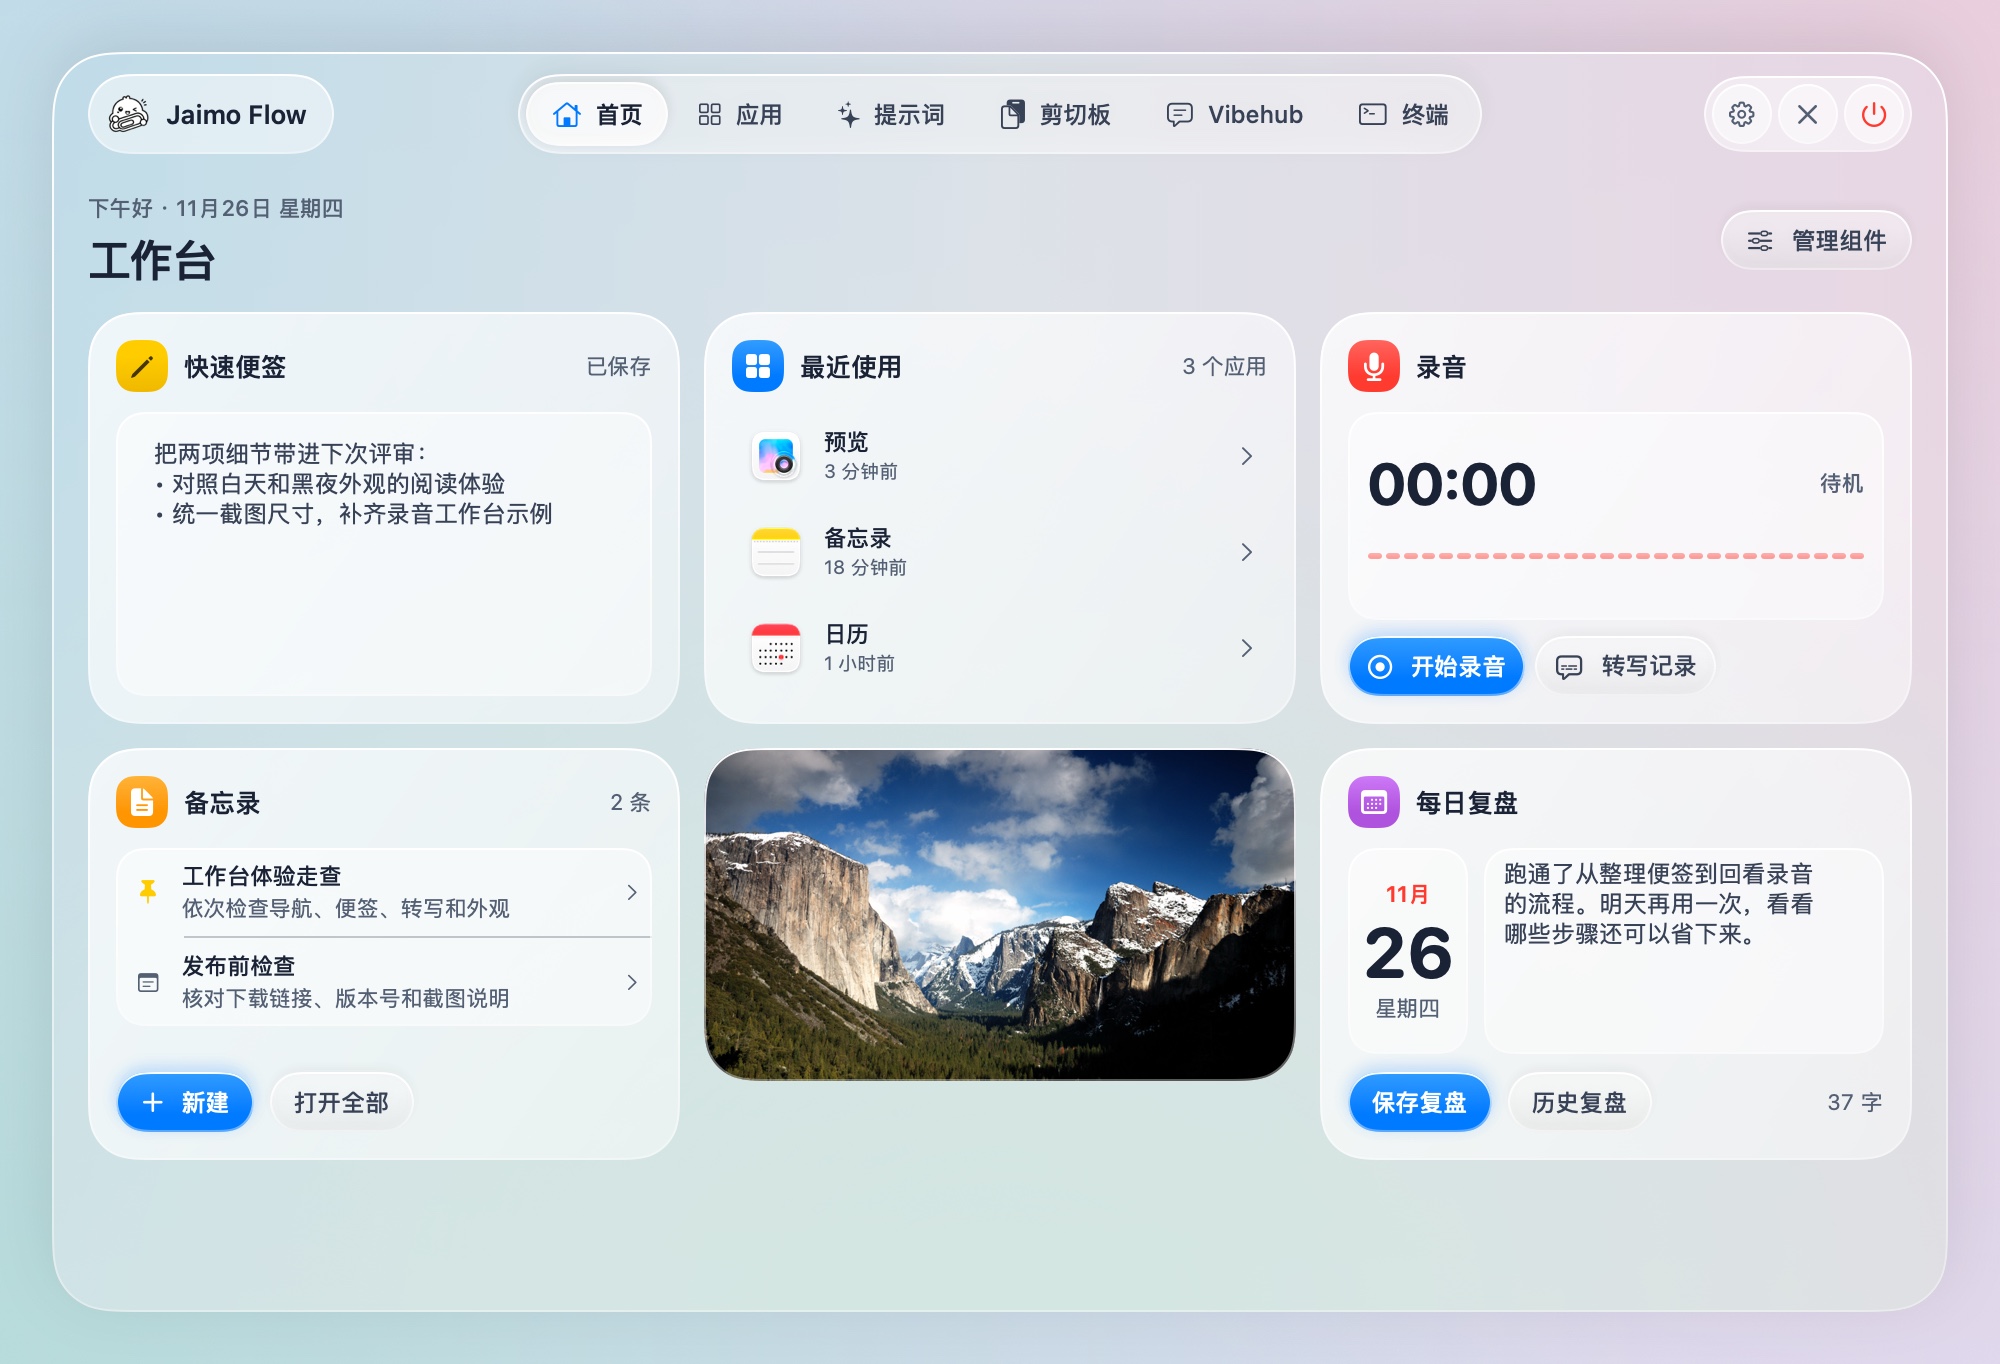 Jaimo Flow
首页
应用
提示词
剪切板
Vibehub
终端
下午好 · 11月26日 星期四
工作台
管理组件
快速便签
已保存
把两项细节带进下次评审：
• 对照白天和黑夜外观的阅读体验
• 统一截图尺寸，补齐录音工作台示例
最近使用
3 个应用
预览
3 分钟前
备忘录
18 分钟前
日历
1 小时前
录音
00:00
待机
开始录音
转写记录
备忘录
2 条
工作台体验走查
依次检查导航、便签、转写和外观
发布前检查
核对下载链接、版本号和截图说明
新建
打开全部
每日复盘
11月
26
星期四
跑通了从整理便签到回看录音
的流程。明天再用一次，看看
哪些步骤还可以省下来。
保存复盘
历史复盘
37 字